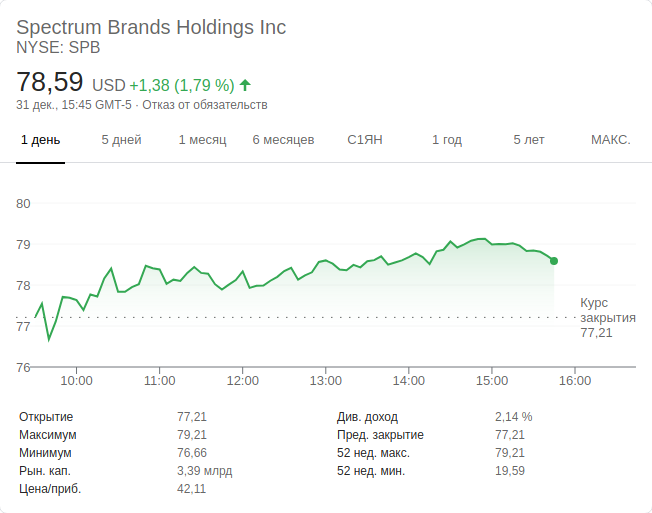 Spectrum Brands Holdings Inc
NYSE: SPB
78,59 USD +1,38 (1,79 %)
31 дек., 15:45 GMT-5 · Отказ от обязательств
1 день 5 дней 1 месяц 6 месяцев С1ЯН 1 год 5 лет МАКС.
80
79
78
77
76
Курс
закрытия
77,21
10:00 11:00 12:00 13:00 14:00 15:00 16:00
Открытие 77,21 Див. доход 2,14 %
Максимум 79,21 Пред. закрытие 77,21
Минимум 76,66 52 нед. макс. 79,21
Рын. кап. 3,39 млрд 52 нед. мин. 19,59
Цена/приб. 42,11